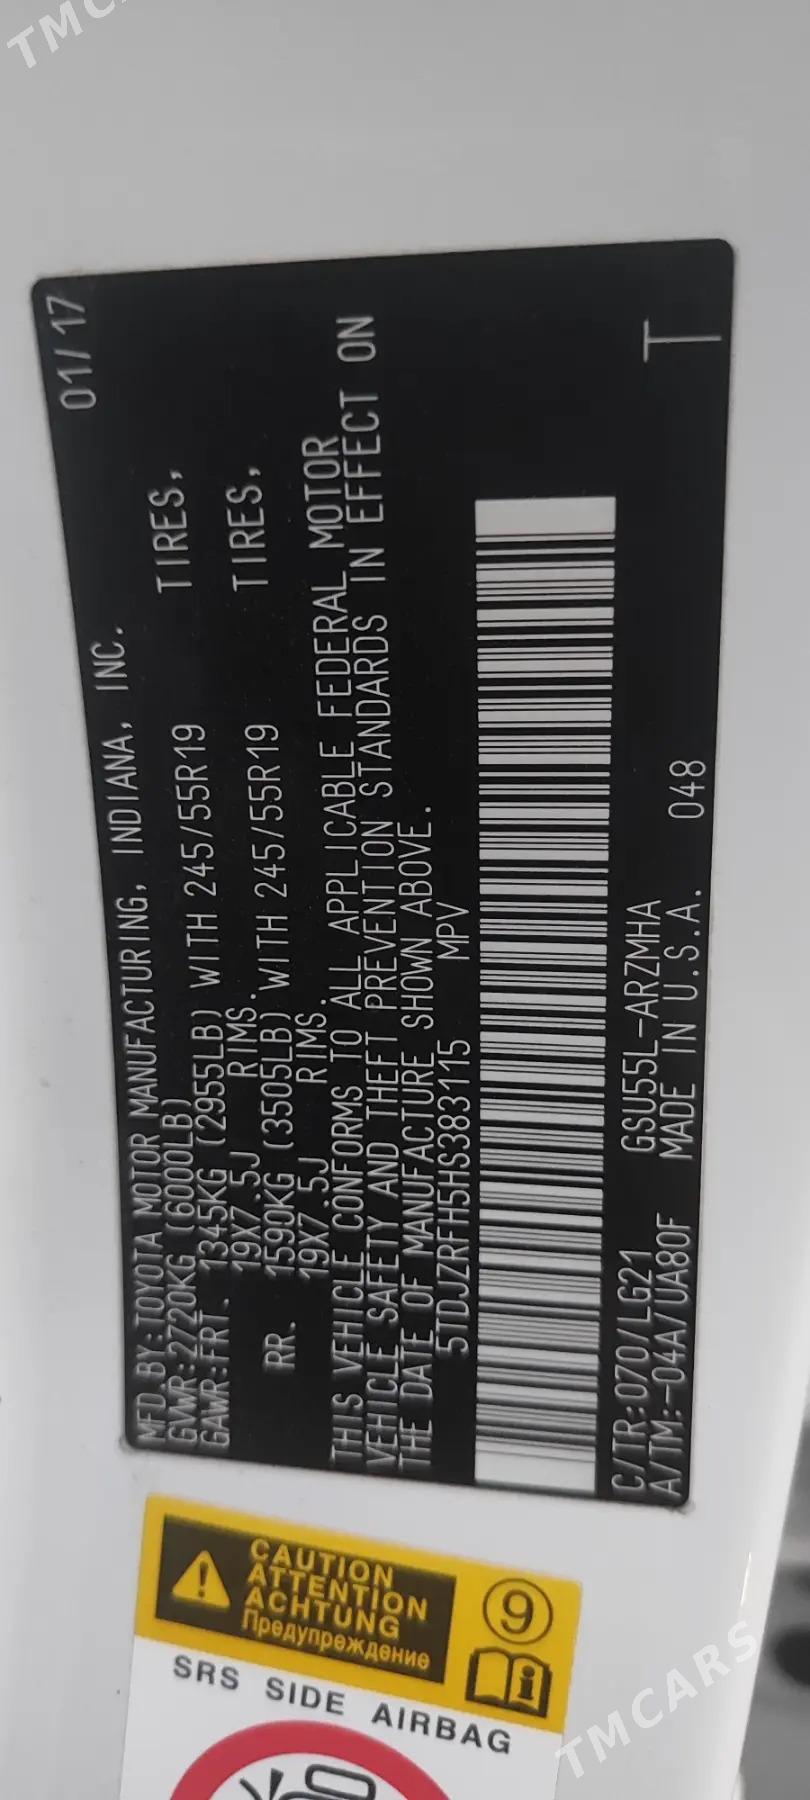 TMC
MFD.BY:TOYOTA MOTOR MANUFACTURING, INDIANA, INC. 01/17
GVWR:2720KG (6000LB)
GAWR:FRT. 1345KG (2955LB) WITH 245/55R19 TIRES,
19X7.5J RIMS.
RR. 1590KG (3505LB) WITH 245/55R19 TIRES,
19X7.5J RIMS.
THIS VEHICLE CONFORMS TO ALL APPLICABLE FEDERAL MOTOR
VEHICLE SAFETY AND THEFT PREVENTION STANDARDS IN EFFECT ON
THE DATE OF MANUFACTURE SHOWN ABOVE.
5TDJZRFH5HS383115 MPV
C/TR:070/LG21 GSU55L-ARZMHA T
A/TM:-04A/UA80F MADE IN U.S.A. 048
CAUTION
ATTENTION
ACHTUNG
Предупреждение
9
SRS SIDE AIRBAG
TMCARS